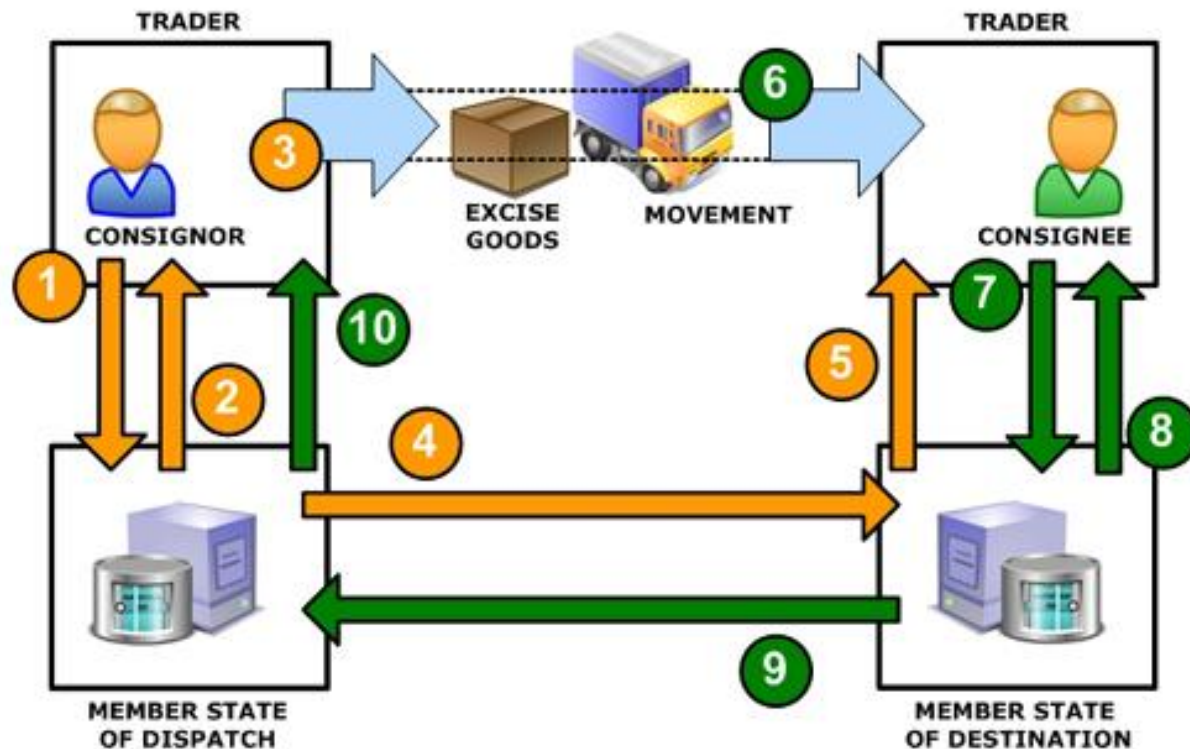 TRADER
TRADER
6
3
EXCISE
GOODS
MOVEMENT
CONSIGNOR
CONSIGNEE
1
7
10
5
2
8
4
9
MEMBER STATE
OF DISPATCH
MEMBER STATE
OF DESTINATION